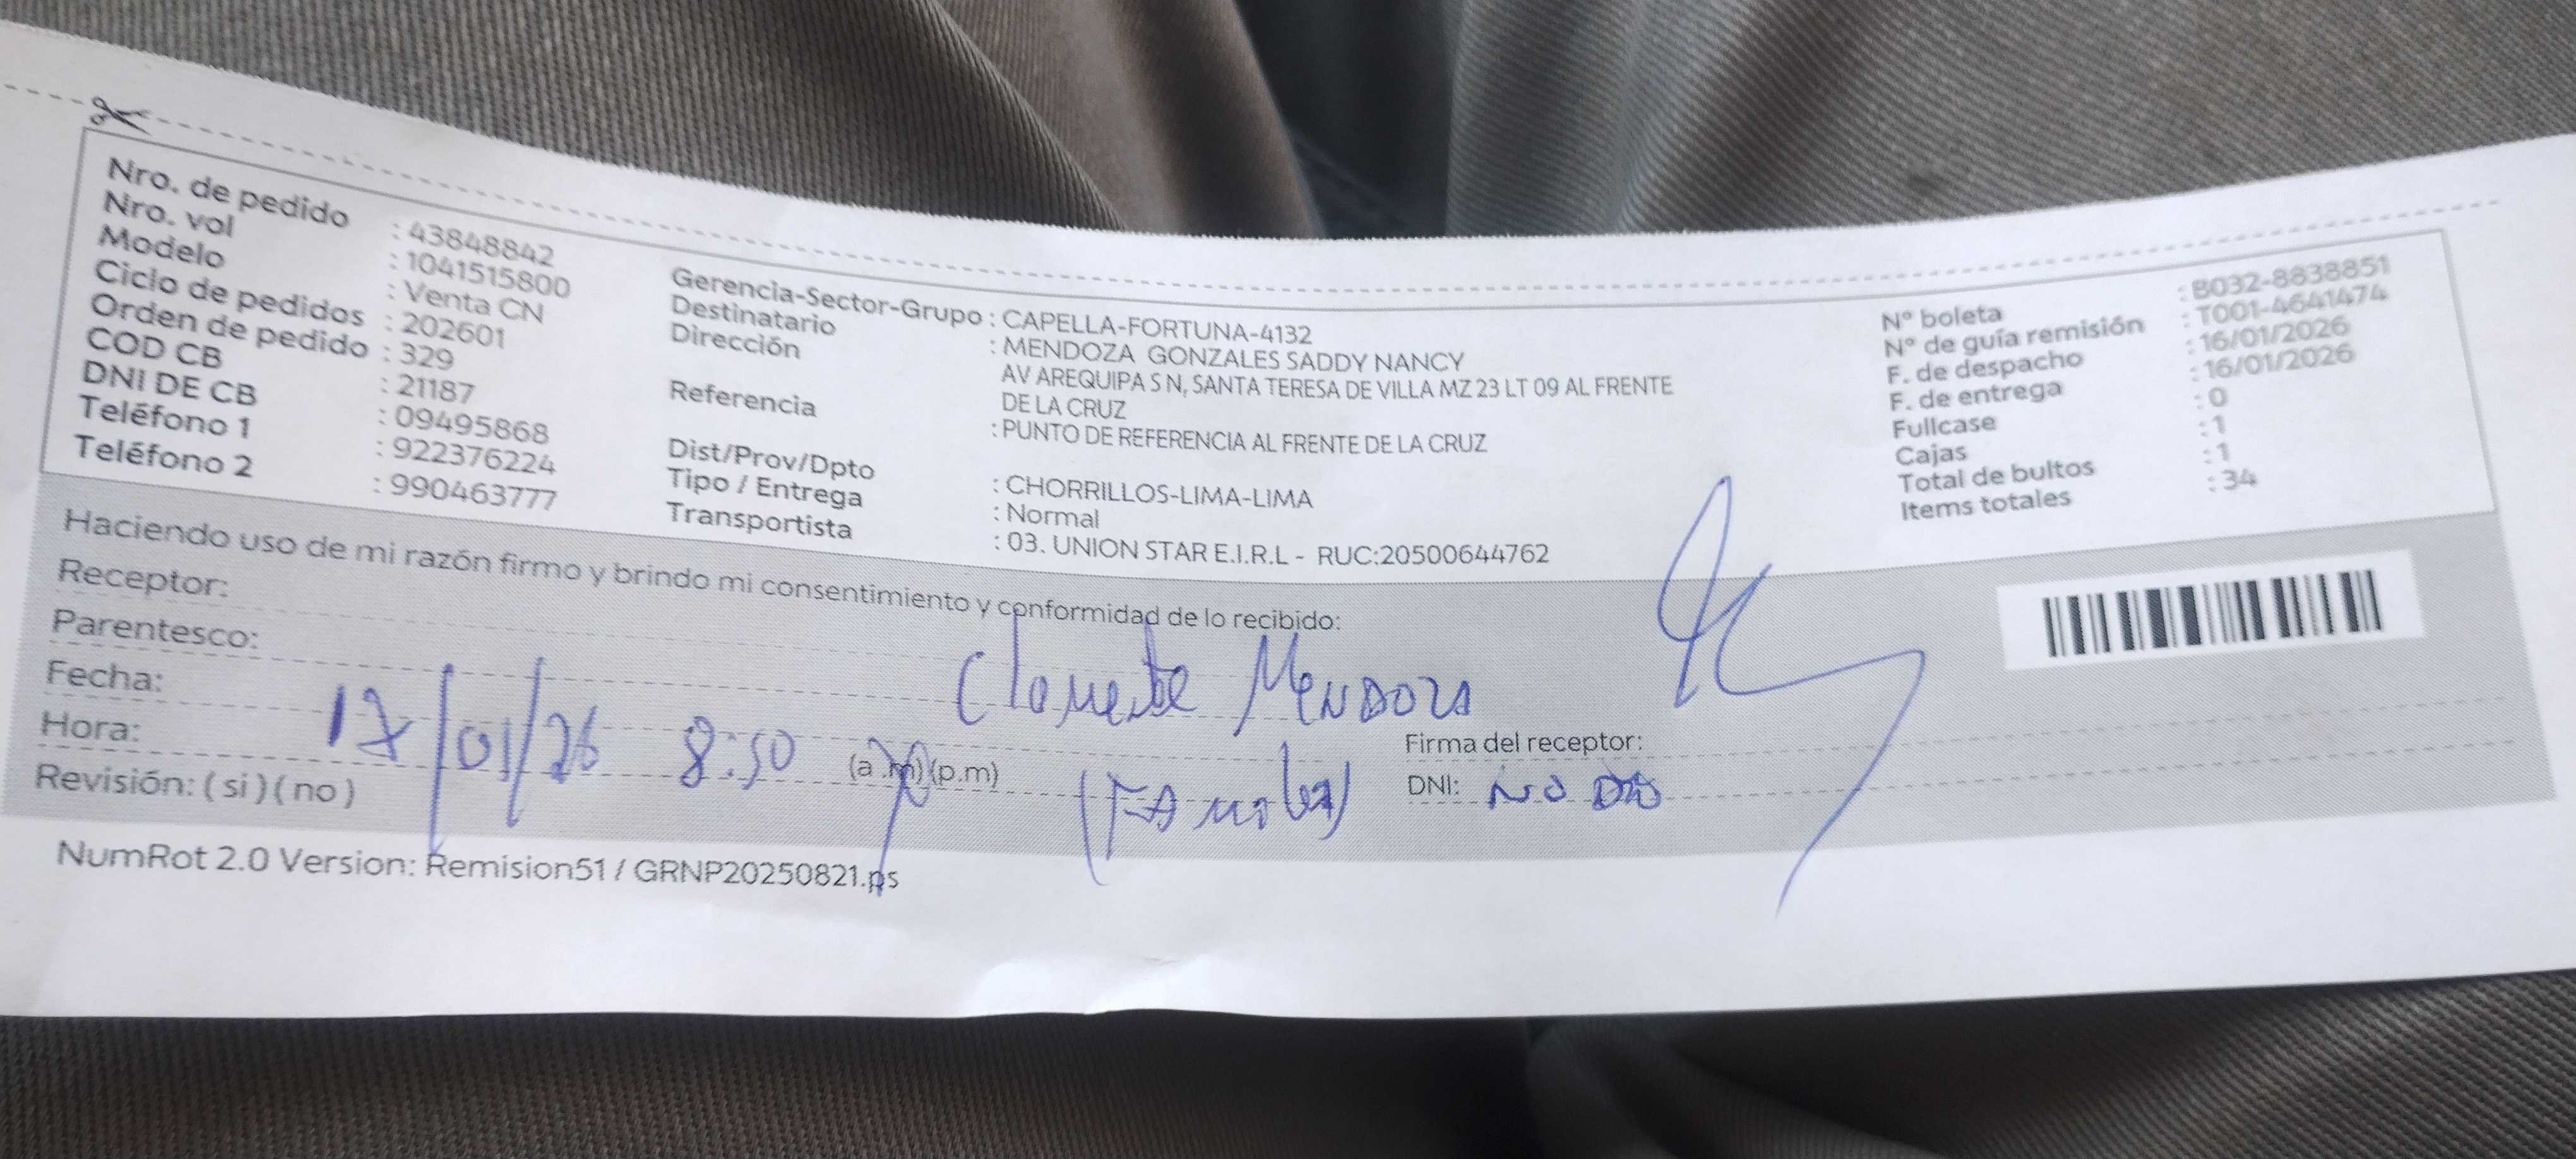 Nro. de pedido : 43848842
Nro. vol : 1041515800
Modelo : Venta CN
Ciclo de pedidos : 202601
Orden de pedido : 329
COD CB : 21187
DNI DE CB : 09495868
Teléfono 1 : 922376224
Teléfono 2 : 990463777
Gerencia-Sector-Grupo : CAPELLA-FORTUNA-4132
Destinatario : MENDOZA GONZALES SADDY NANCY
Dirección AV AREQUIPA S N, SANTA TERESA DE VILLA MZ 23 LT 09 AL FRENTE
DE LA CRUZ
Referencia : PUNTO DE REFERENCIA AL FRENTE DE LA CRUZ
Dist/Prov/Dpto : CHORRILLOS-LIMA-LIMA
Tipo / Entrega : Normal
Transportista : 03. UNION STAR E.I.R.L - RUC:20500644762
N° boleta : B032-8838851
N° de guía remisión : T001-4641474
F. de despacho : 16/01/2026
F. de entrega : 16/01/2026
Fullcase : 0
Cajas : 1
Total de bultos : 1
Items totales : 34
Haciendo uso de mi razón firmo y brindo mi consentimiento y conformidad de lo recibido:
Receptor:
Parentesco: Mendoza
Fecha: 17/01/26 8:50
Hora: (a.m) (p.m)
Firma del receptor:
Revisión: ( si ) ( no )
DNI: NO
NumRot 2.0 Version: Remision51 / GRNP20250821.ps